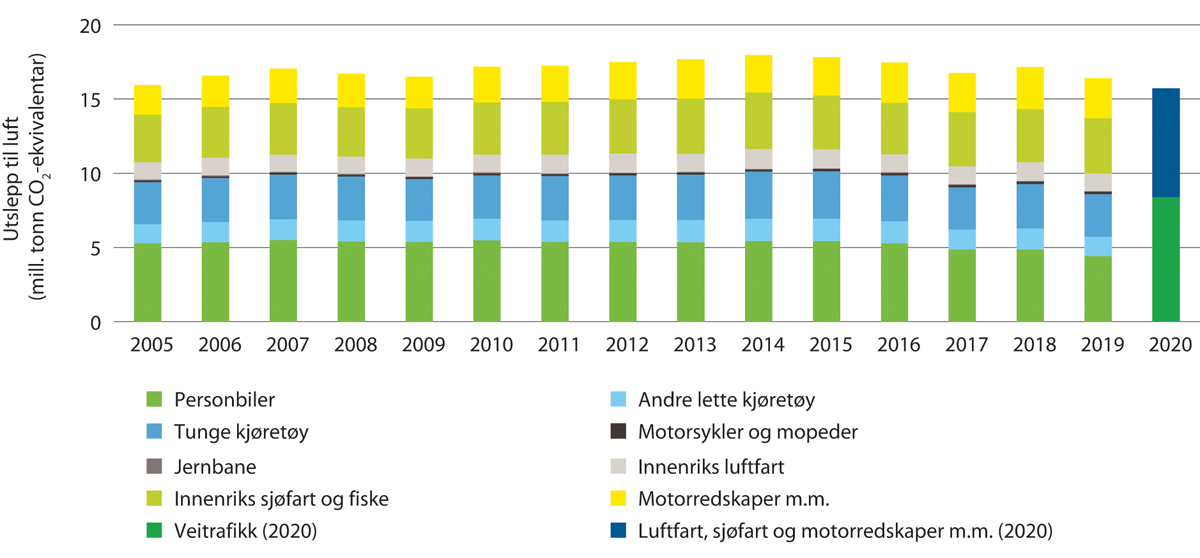 Utslepp til luft
(mill. tonn CO₂-ekvivalentar)
20
15
10
5
0
2005 2006 2007 2008 2009 2010 2011 2012 2013 2014 2015 2016 2017 2018 2019 2020
Personbiler
Andre lette kjøretøy
Tunge kjøretøy
Motorsykler og mopeder
Jernbane
Innenriks luftfart
Innenriks sjøfart og fiske
Motorredskaper m.m.
Veitrafikk (2020)
Luftfart, sjøfart og motorredskaper m.m. (2020)